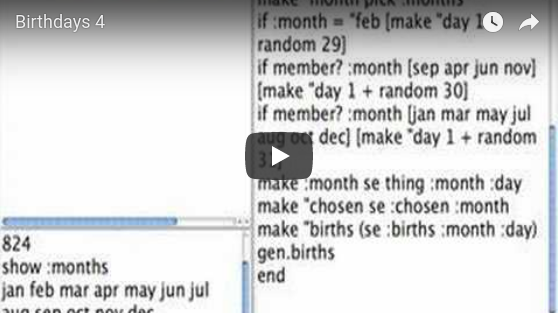 Birthdays 4
make "month pick :months
if :month = "feb [make "day 1
random 29]
if member? :month [sep apr jun nov]
[make "day 1 + random 30]
if member? :month [jan mar may jul
aug oct dec] [make "day 1 + random
make :month se thing :month :day
make "chosen se :chosen :month
make "births (se :births :month :day)
gen.births
end
824
show :months
jan feb mar apr may jun jul
aug sep oct nov dec